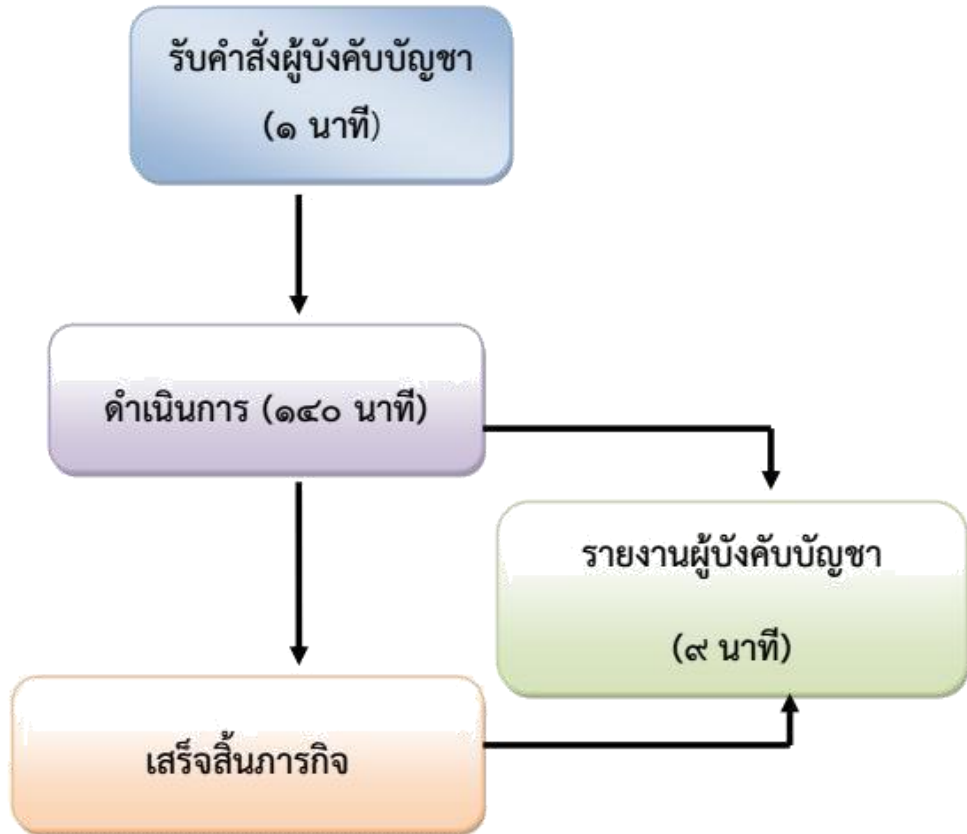 รับคำสั่งผู้บังคับบัญชา
(๑ นาที)
ดำเนินการ (๑๔๐ นาที)
รายงานผู้บังคับบัญชา
(๙ นาที)
เสร็จสิ้นภารกิจ